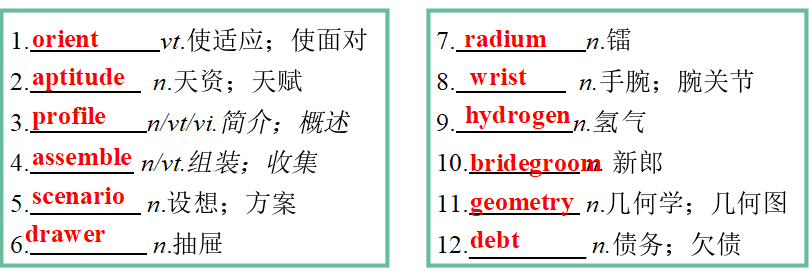 1.orient vt.使适应；使面对
2.aptitude n.天资；天赋
3.profile n/vt/vi.简介；概述
4.assemble n/vt.组装；收集
5.scenario n.设想；方案
6.drawer n.抽屉
7.radium n.镭
8.wrist n.手腕；腕关节
9.hydrogen n.氢气
10.bridegroom 新郎
11.geometry n.几何学；几何图
12.debt n.债务；欠债